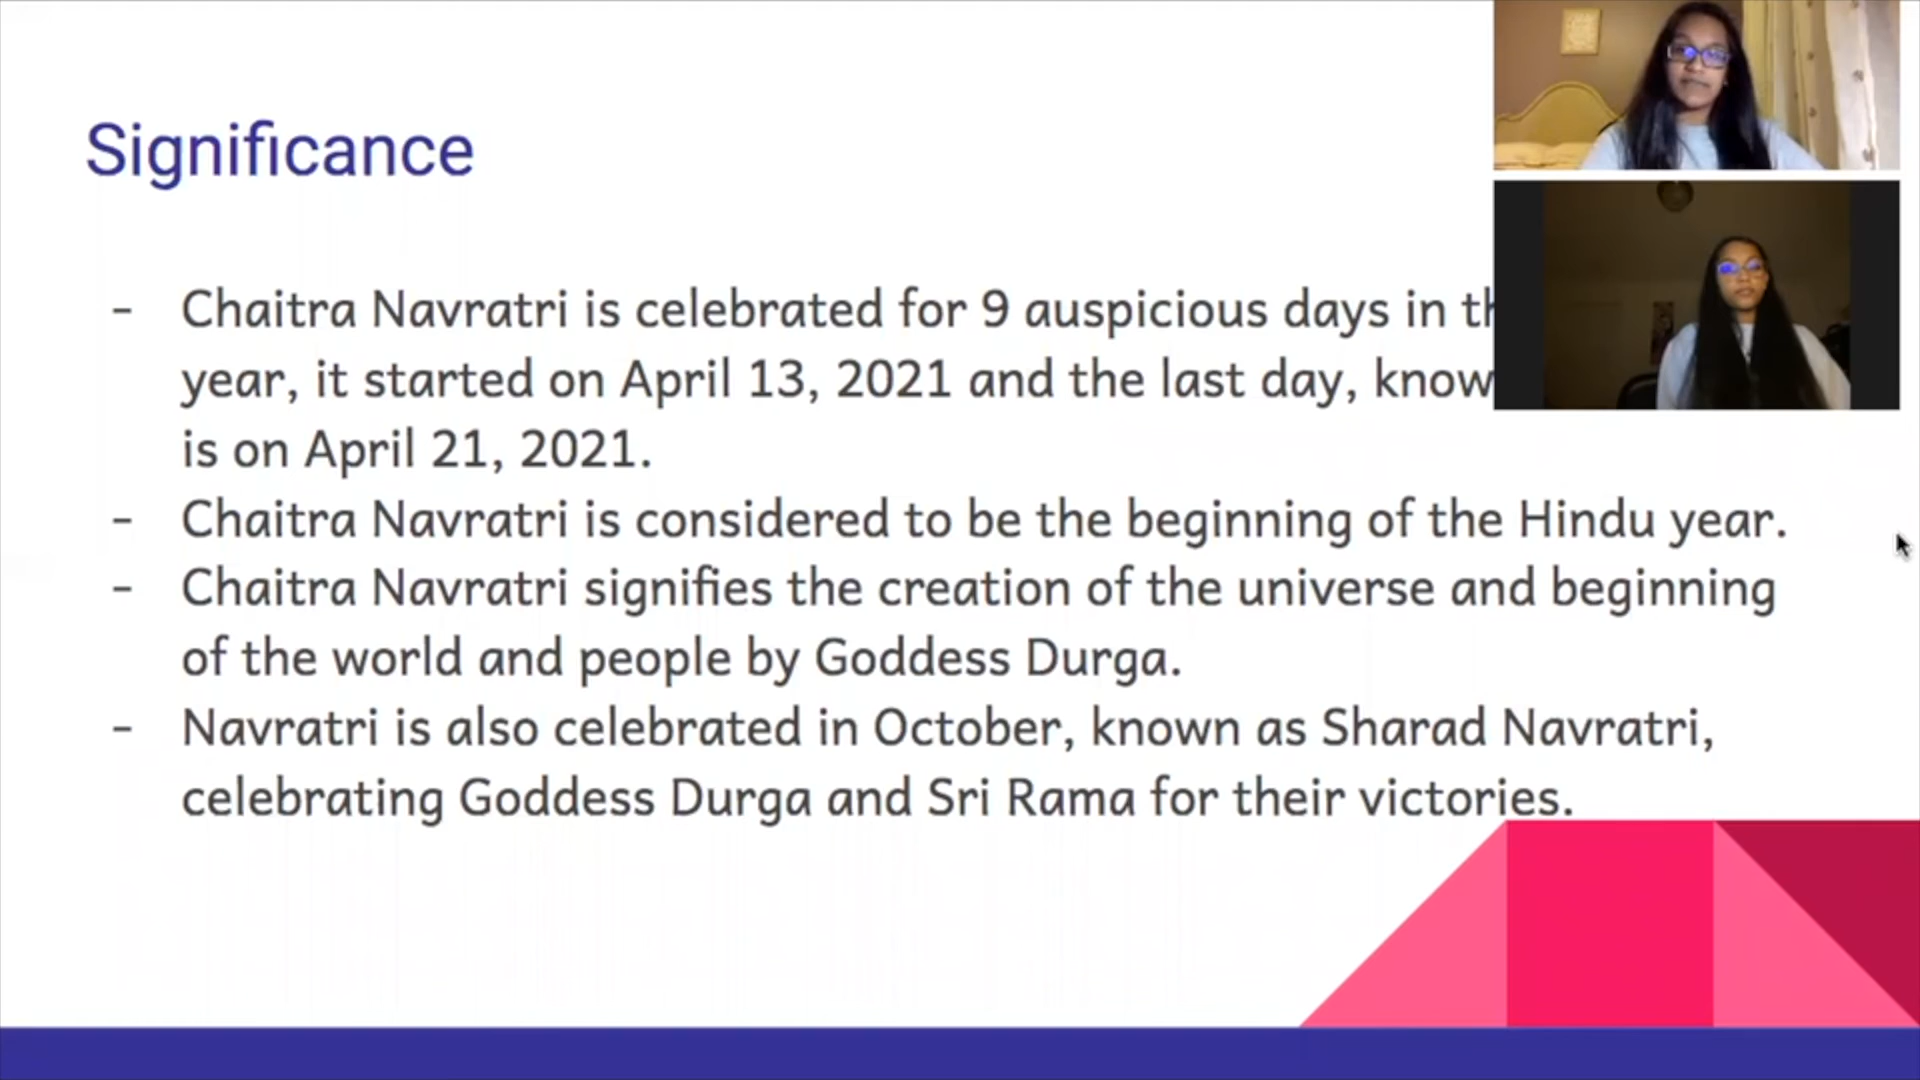 Significance
- Chaitra Navratri is celebrated for 9 auspicious days in
year, it started on April 13, 2021 and the last day,
is on April 21, 2021.
- Chaitra Navratri is considered to be the beginning of the Hindu year.
- Chaitra Navratri signifies the creation of the universe and beginning
of the world and people by Goddess Durga.
- Navratri is also celebrated in October, known as Sharad Navratri,
celebrating Goddess Durga and Sri Rama for their victories.